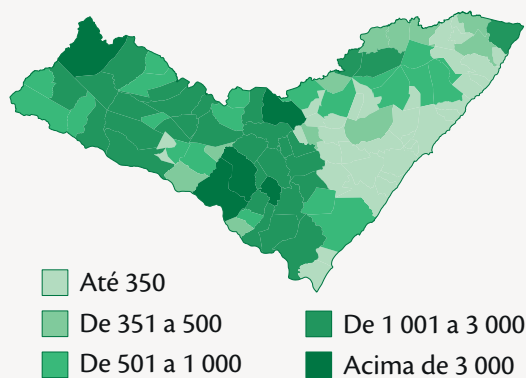 Até 350
De 351 a 500
De 501 a 1 000
De 1 001 a 3 000
Acima de 3 000